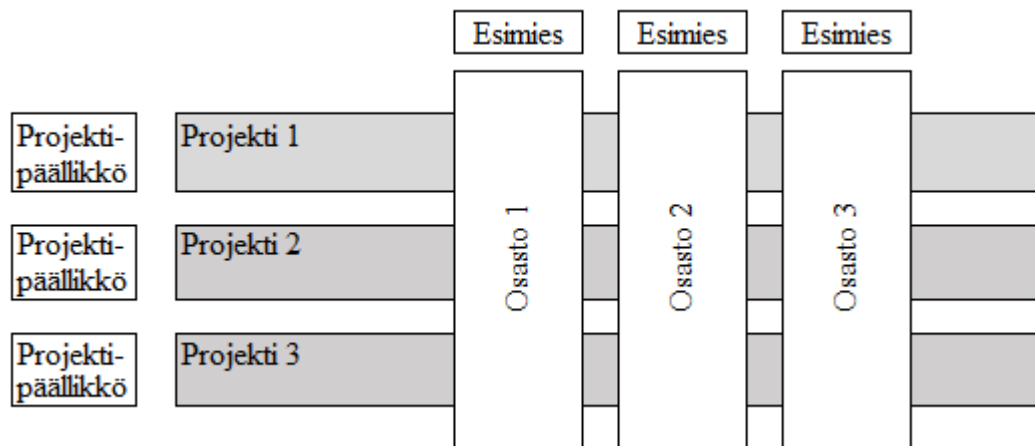 Esimies
Esimies
Esimies
Projekti-
päällikkö
Projekti 1
Projekti-
päällikkö
Projekti 2
Projekti-
päällikkö
Projekti 3
Osasto 1
Osasto 2
Osasto 3